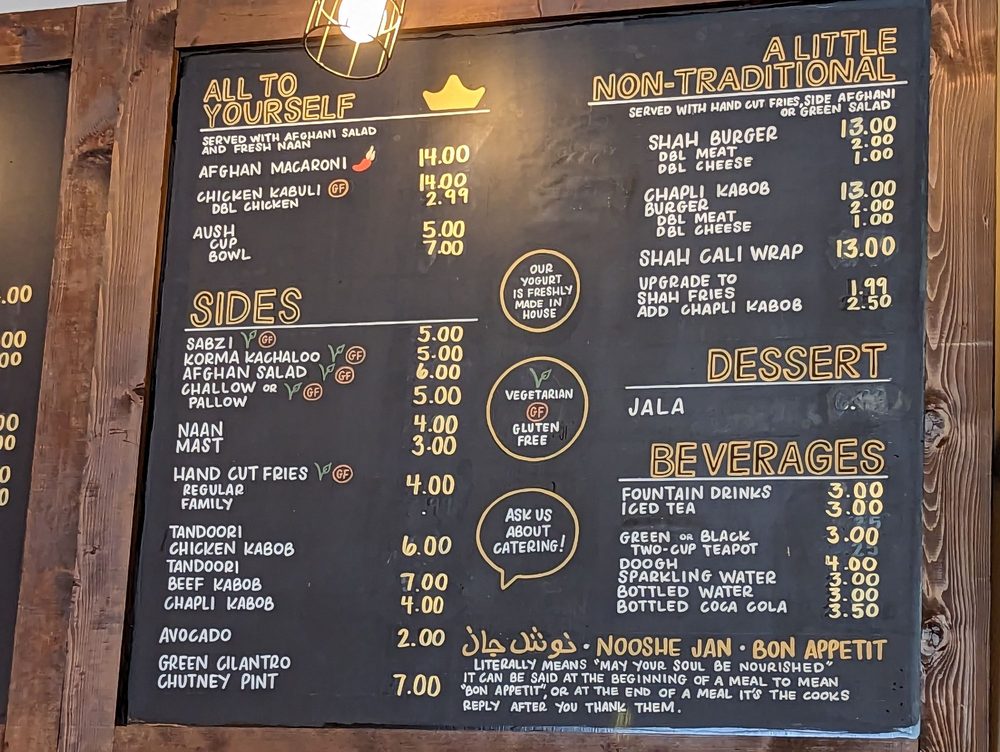 ALL TO
YOURSELF
SERVED WITH AFGHANI SALAD
AND FRESH NAAN
AFGHAN MACARONI 14.00
CHICKEN KABULI GF 14.00
DBL CHICKEN 2.99
AUSH
CUP 5.00
BOWL 7.00
SIDES
SABZI GF 5.00
KORMA KACHALOO GF 5.00
AFGHAN SALAD GF 6.00
CHALLOW OR GF 5.00
PALLOW
NAAN 4.00
MAST 3.00
HAND CUT FRIES GF
REGULAR 4.00
FAMILY
TANDOORI
CHICKEN KABOB 6.00
TANDOORI
BEEF KABOB 7.00
CHAPLI KABOB 4.00
AVOCADO 2.00
GREEN CILANTRO
CHUTNEY PINT 7.00
OUR
YOGURT
IS FRESHLY
MADE IN
HOUSE
VEGETARIAN
GF
GLUTEN
FREE
ASK US
ABOUT
CATERING!
A LITTLE
NON-TRADITIONAL
SERVED WITH HAND CUT FRIES, SIDE AFGHANI
OR GREEN SALAD
SHAH BURGER 13.00
DBL MEAT 2.00
DBL CHEESE 1.00
CHAPLI KABOB 13.00
BURGER
DBL MEAT 2.00
DBL CHEESE 1.00
SHAH CALI WRAP 13.00
UPGRADE TO
SHAH FRIES 1.99
ADD CHAPLI KABOB 2.50
DESSERT
JALA
BEVERAGES
FOUNTAIN DRINKS 3.00
ICED TEA 3.00
GREEN OR BLACK 3.00
TWO-CUP TEAPOT
DOOGH 4.00
SPARKLING WATER 3.00
BOTTLED WATER 3.00
BOTTLED COCA COLA 3.50
نوشِ جان · NOOSHE JAN · BON APPETIT
LITERALLY MEANS "MAY YOUR SOUL BE NOURISHED"
IT CAN BE SAID AT THE BEGINNING OF A MEAL TO MEAN
"BON APPETIT", OR AT THE END OF A MEAL IT'S THE COOKS
REPLY AFTER YOU THANK THEM.